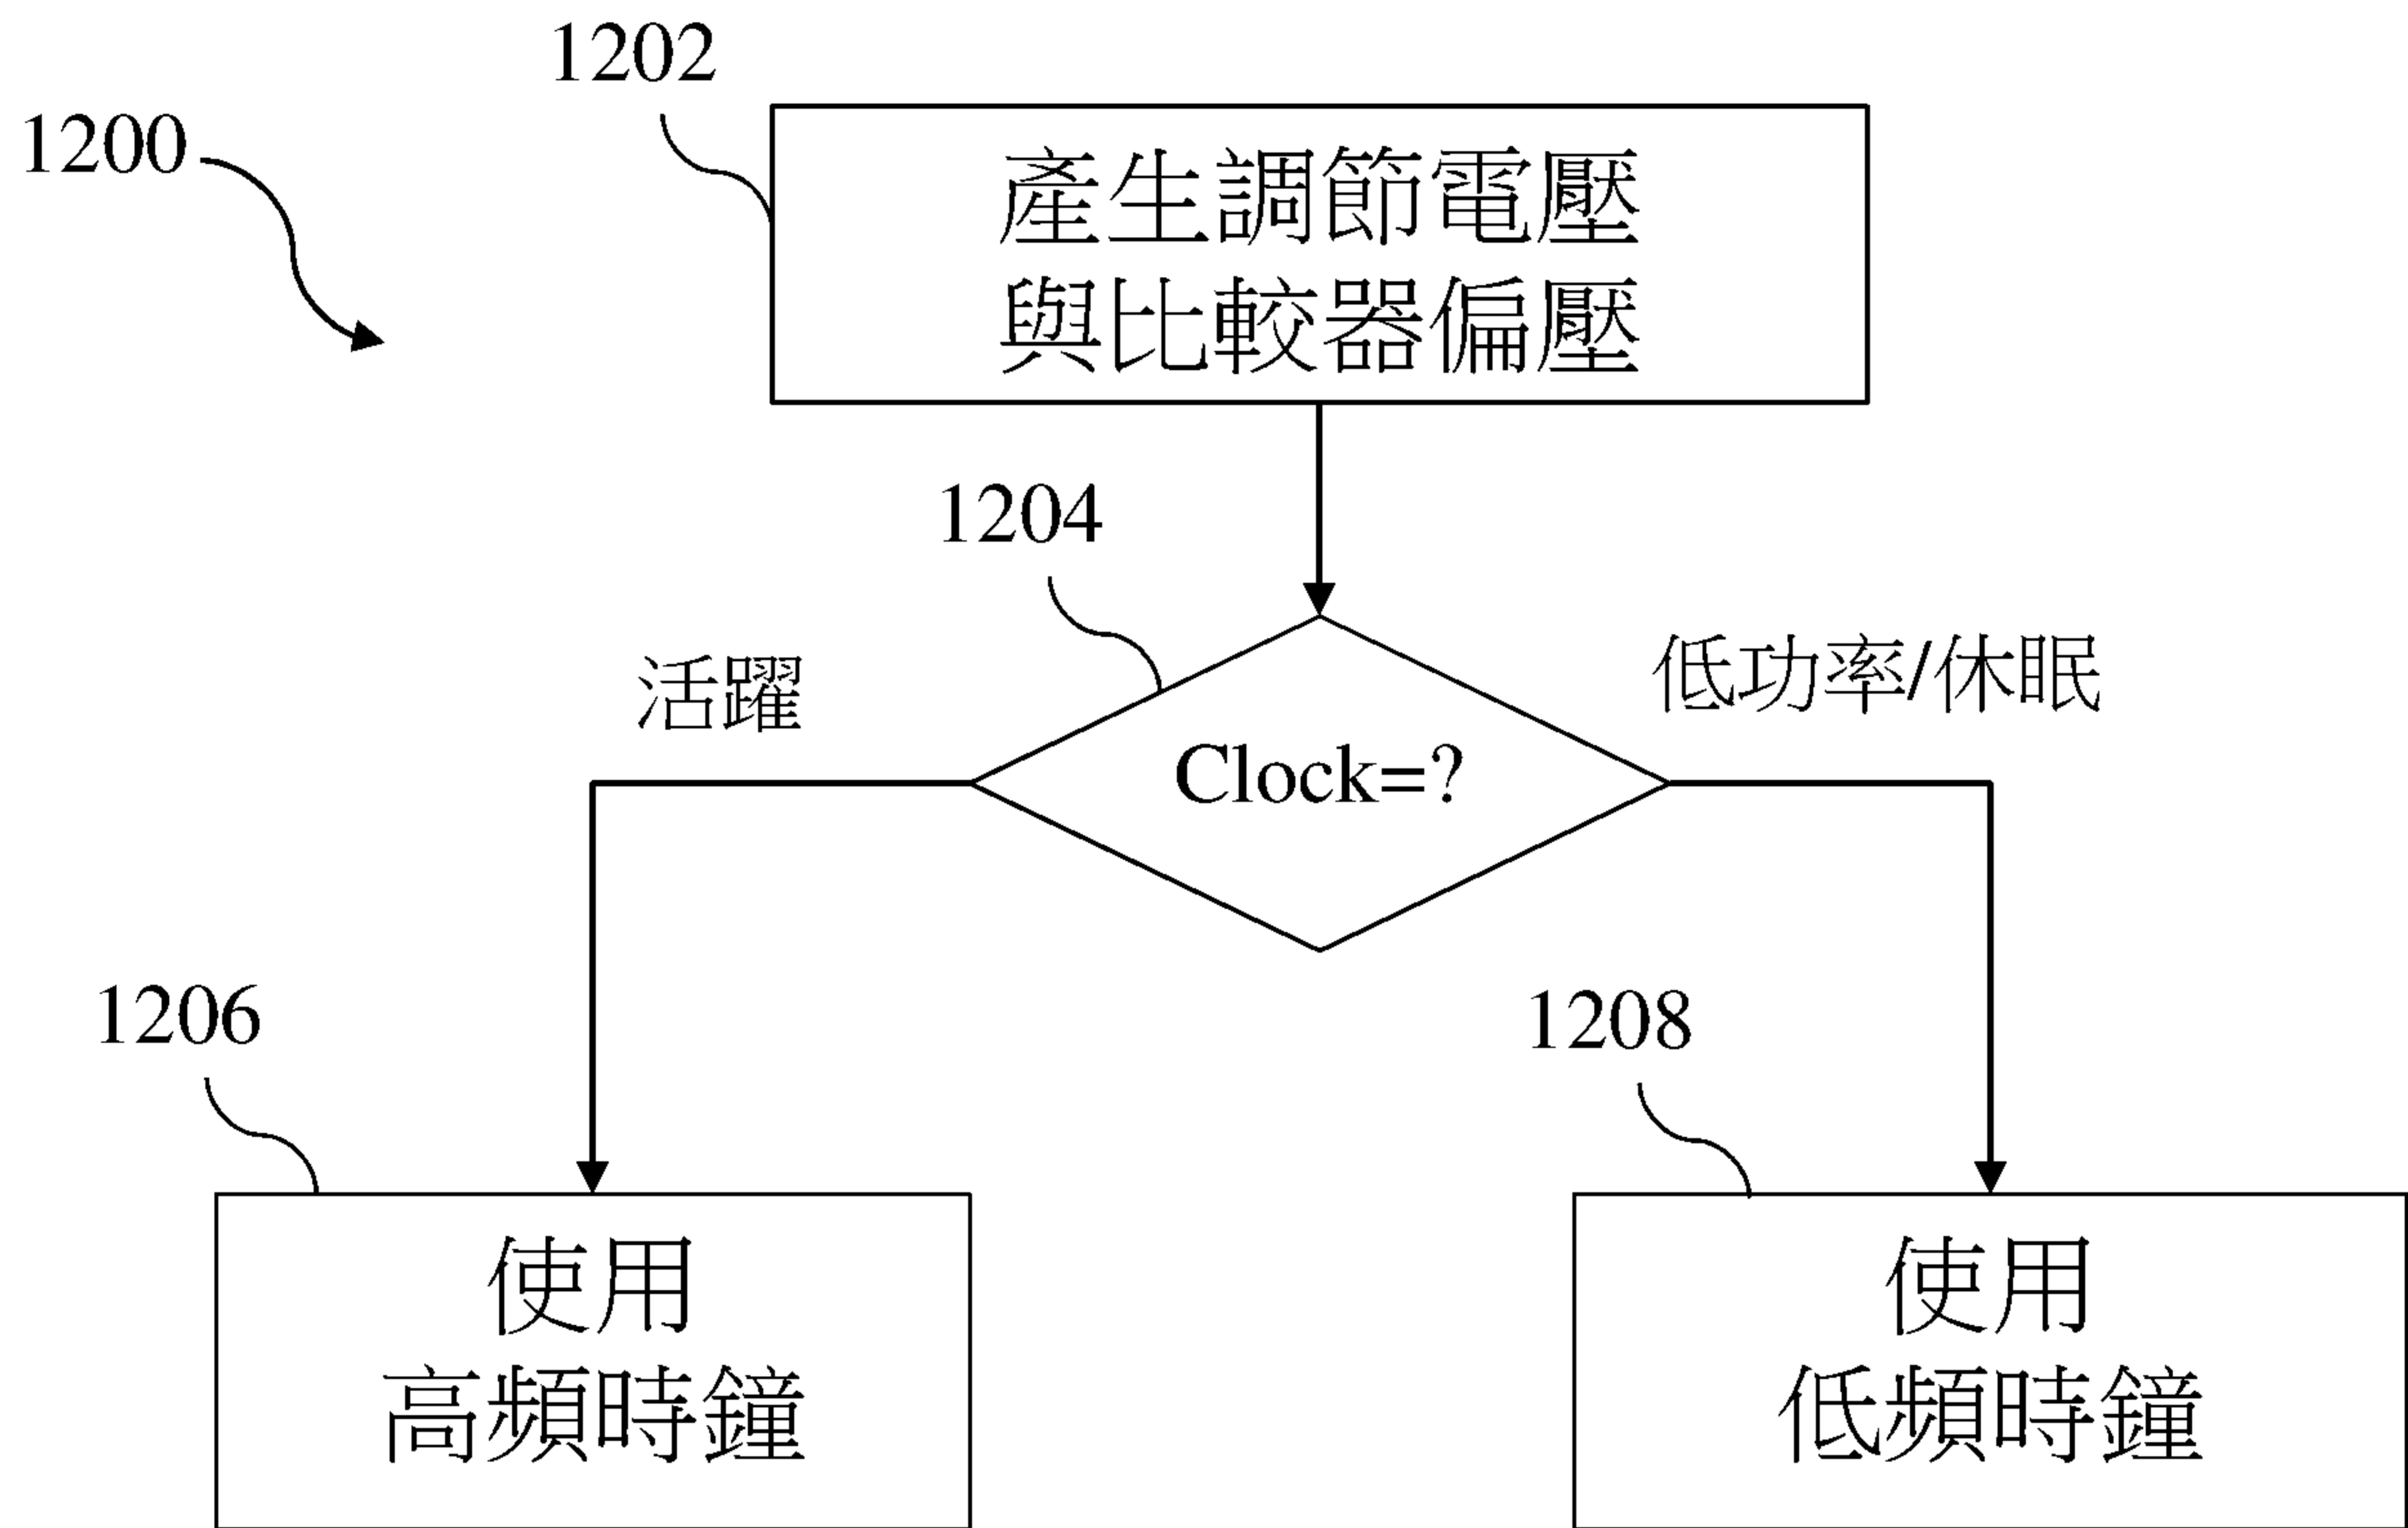 1202
1200
產生調節電壓
與比較器偏壓
1204
活躍
低功率/休眠
Clock=?
1206
1208
使用
高頻時鐘
使用
低頻時鐘